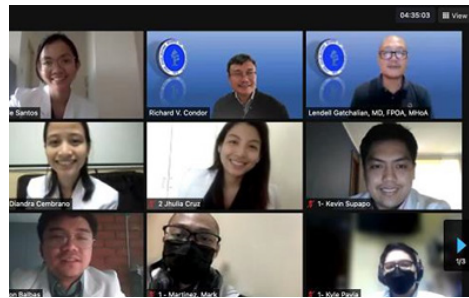 04:35:03 View
e Santos
Richard V. Condor
Lendell Gatchalian, MD, FPOA, MHoA
Diandra Cembrano
2 Jhulia Cruz
1- Kevin Supapo
on Balbas
1 - Martinez, Mark
1- Kyle Pavia
1/3